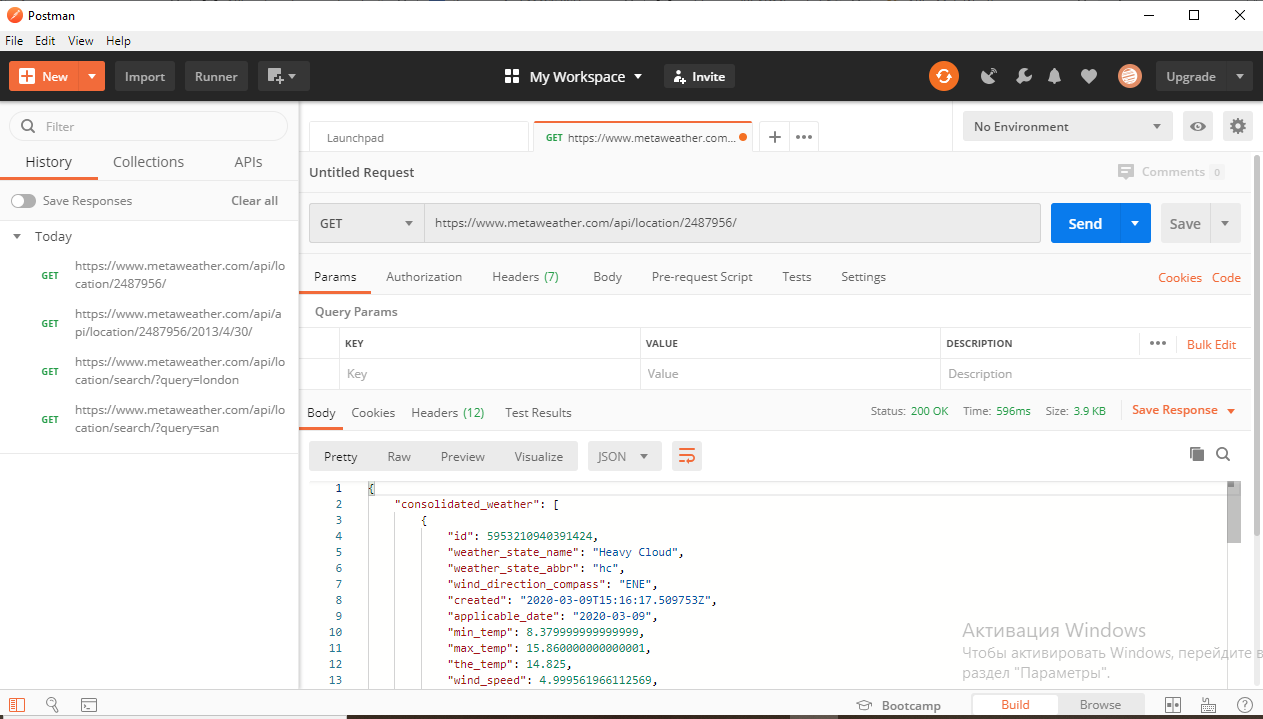 Postman
File Edit View Help
New Import Runner My Workspace Invite Upgrade
Filter
History Collections APIs
Save Responses Clear all
Today
GET https://www.metaweather.com/api/lo
cation/2487956/
GET https://www.metaweather.com/api/a
pi/location/2487956/2013/4/30/
GET https://www.metaweather.com/api/lo
cation/search/?query=london
GET https://www.metaweather.com/api/lo
cation/search/?query=san
Launchpad GET https://www.metaweather.com... + ••• No Environment
Untitled Request Comments 0
GET https://www.metaweather.com/api/location/2487956/ Send Save
Params Authorization Headers (7) Body Pre-request Script Tests Settings Cookies Code
Query Params
KEY VALUE DESCRIPTION ••• Bulk Edit
Key Value Description
Body Cookies Headers (12) Test Results Status: 200 OK Time: 596ms Size: 3.9 KB Save Response
Pretty Raw Preview Visualize JSON
1 {
2 "consolidated_weather": [
3 {
4 "id": 5953210940391424,
5 "weather_state_name": "Heavy Cloud",
6 "weather_state_abbr": "hc",
7 "wind_direction_compass": "ENE",
8 "created": "2020-03-09T15:16:17.509753Z",
9 "applicable_date": "2020-03-09",
10 "min_temp": 8.379999999999999,
11 "max_temp": 15.860000000000001,
12 "the_temp": 14.825,
13 "wind_speed": 4.999561966112569,
Активация Windows
Чтобы активировать Windows, перейдите в
раздел "Параметры".
Bootcamp Build Browse